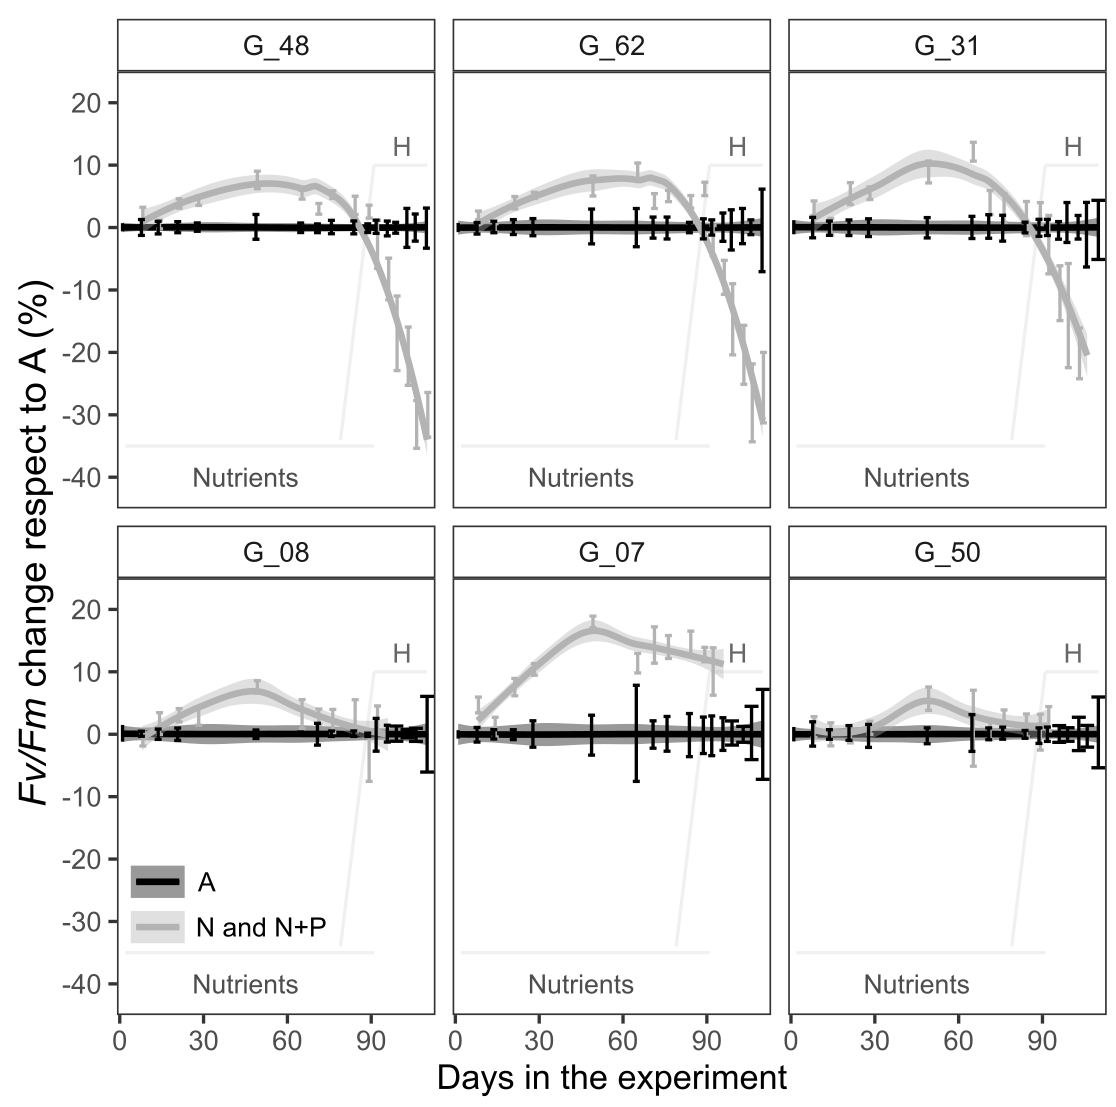 G_48 G_62 G_31
20
10
0
-10
-20
-30
-40
H H H
Nutrients Nutrients Nutrients
Fv/Fm change respect to A (%)
G_08 G_07 G_50
20
10
0
-10
-20
-30
-40
H H H
A
N and N+P
Nutrients Nutrients Nutrients
0 30 60 90 0 30 60 90 0 30 60 90
Days in the experiment